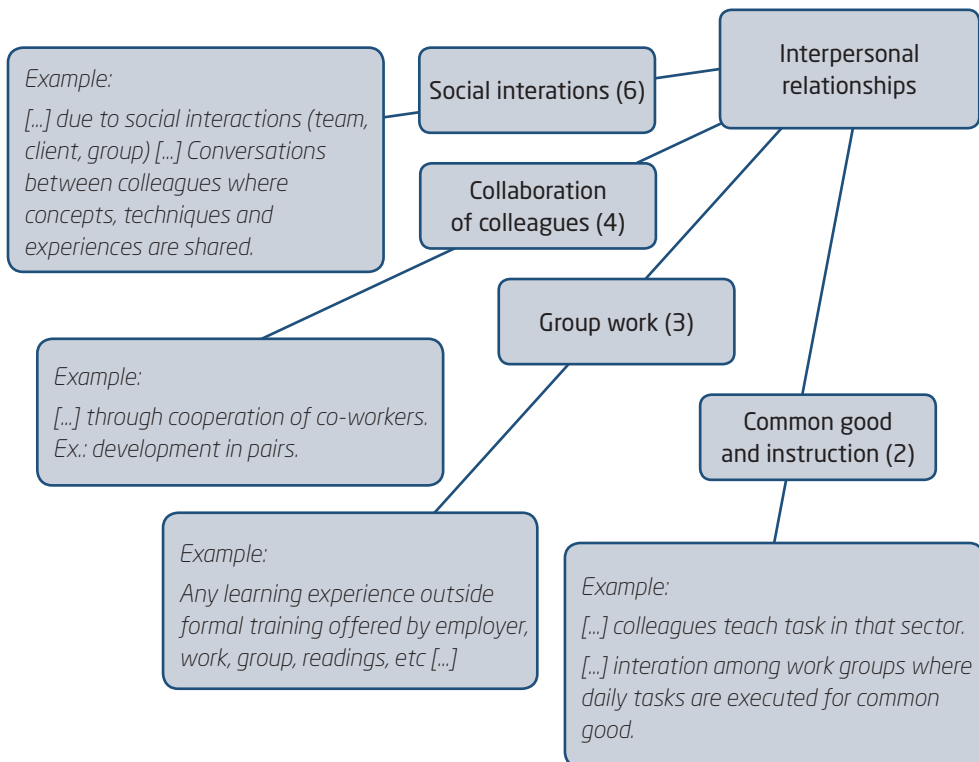 Interpersonal
relationships
Social interations (6)
Example:
[...] due to social interactions (team,
client, group) [...] Conversations
between colleagues where
concepts, techniques and
experiences are shared.
Collaboration
of colleagues (4)
Example:
[...] through cooperation of co-workers.
Ex.: development in pairs.
Group work (3)
Example:
Any learning experience outside
formal training offered by employer,
work, group, readings, etc [...]
Common good
and instruction (2)
Example:
[...] colleagues teach task in that sector.
[...] interation among work groups where
daily tasks are executed for common
good.